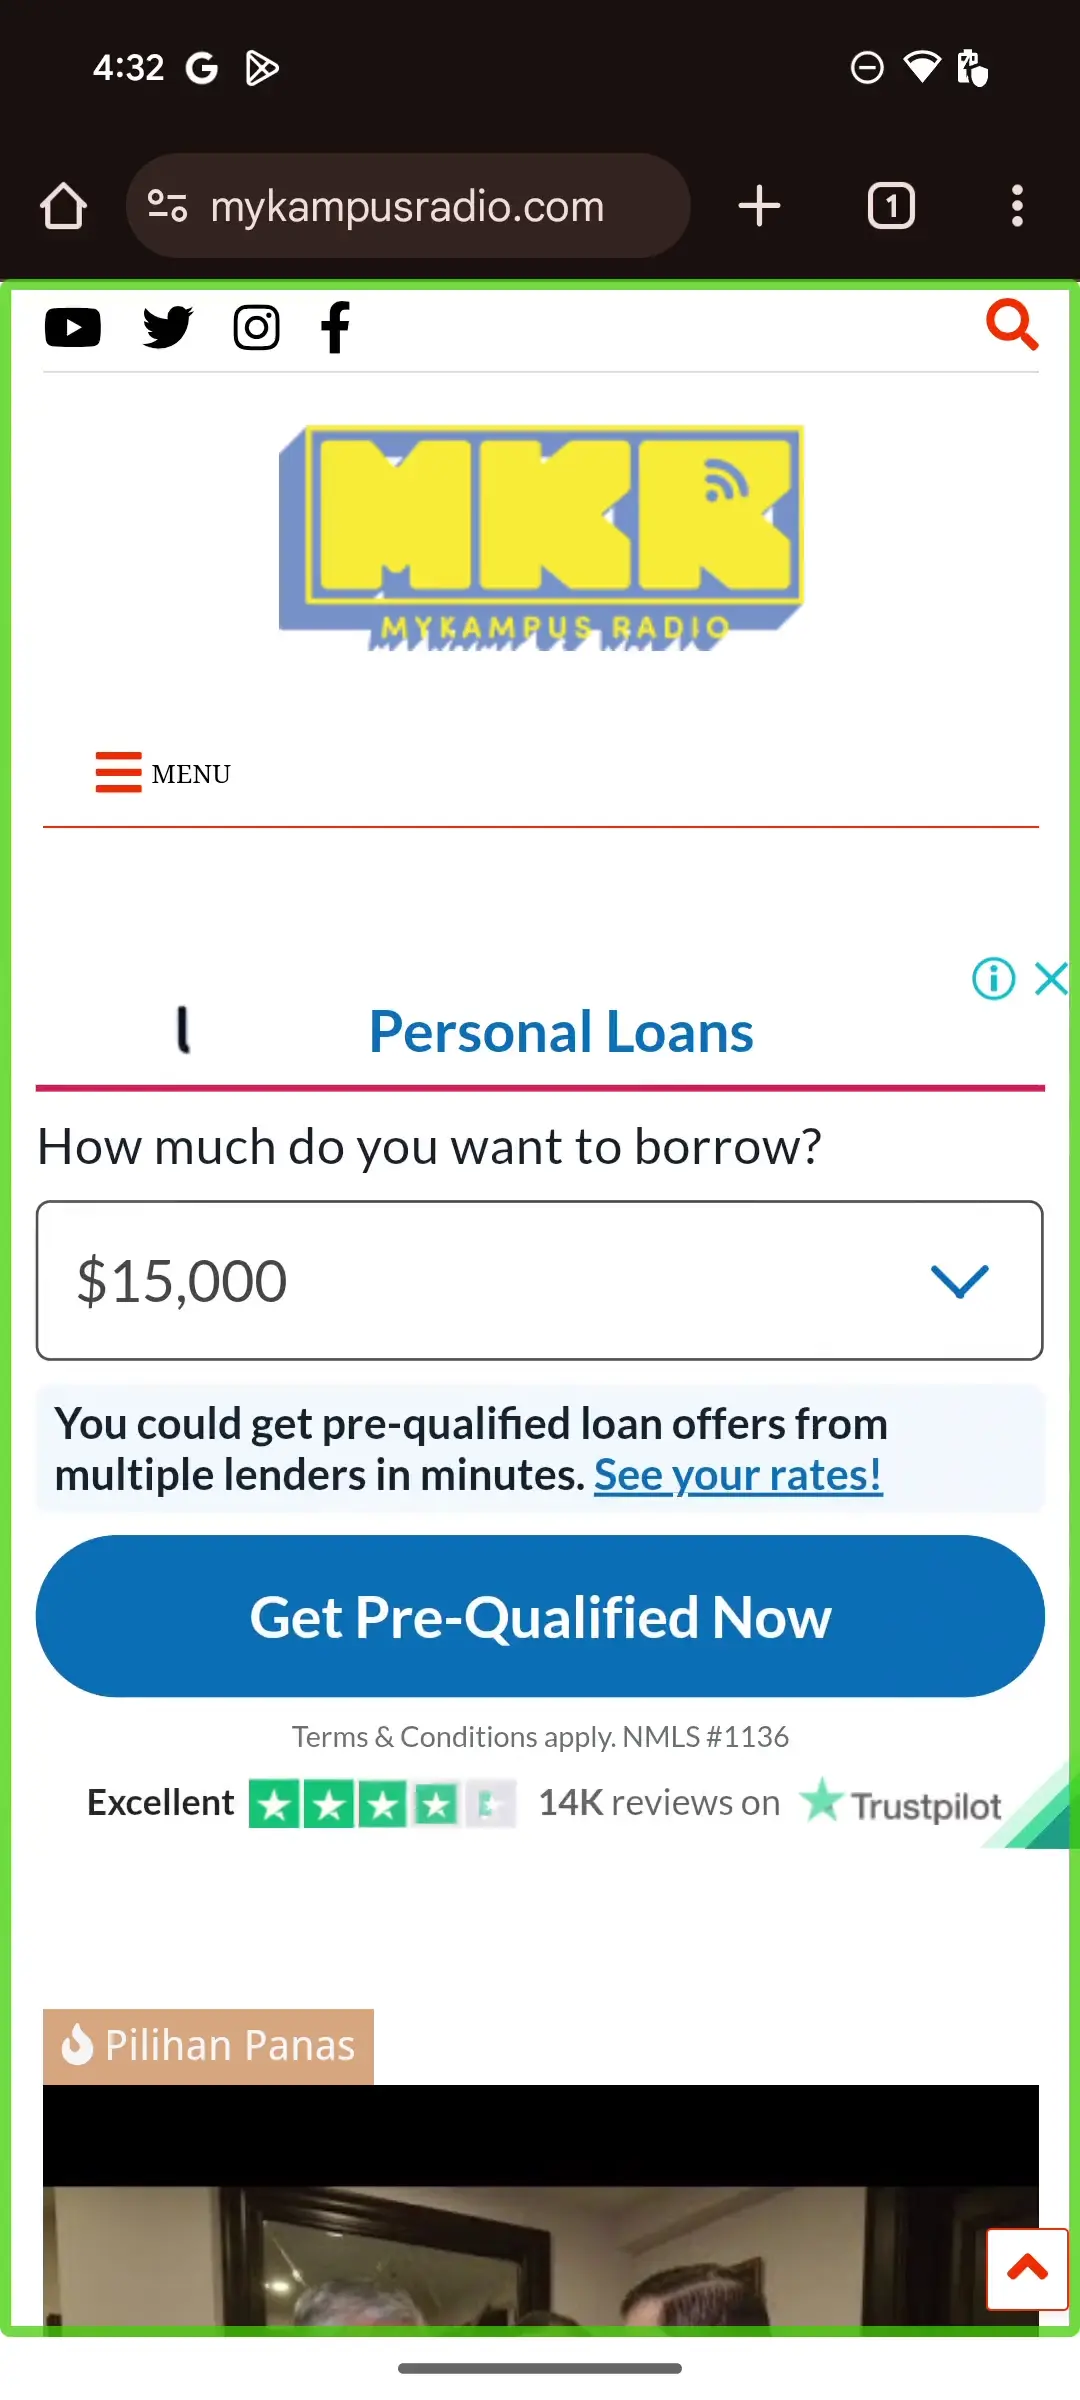 4:32
mykampusradio.com
1
MKR
MYKAMPUS RADIO
MENU
Personal Loans
How much do you want to borrow?
$15,000
You could get pre-qualified loan offers from
multiple lenders in minutes. See your rates!
Get Pre-Qualified Now
Terms & Conditions apply. NMLS #1136
Excellent 14K reviews on Trustpilot
Pilihan Panas